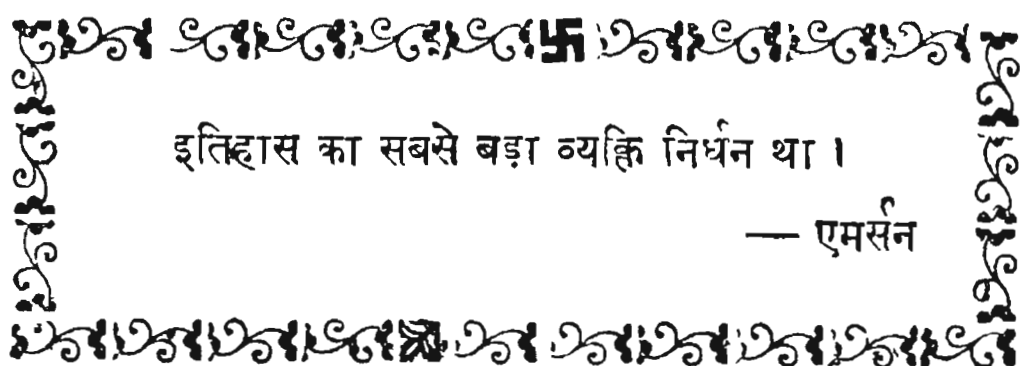 इतिहास का सबसे बड़ा व्यक्ति निर्धन था ।
— एमर्सन